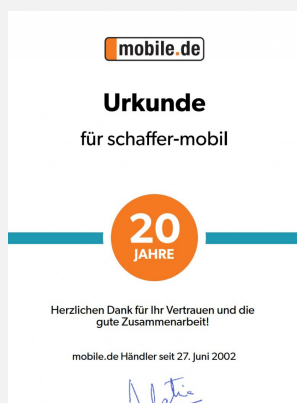 mobile.de
Urkunde
für schaffer-mobil
20
JAHRE
Herzlichen Dank für Ihr Vertrauen und die
gute Zusammenarbeit!
mobile.de Händler seit 27. Juni 2002